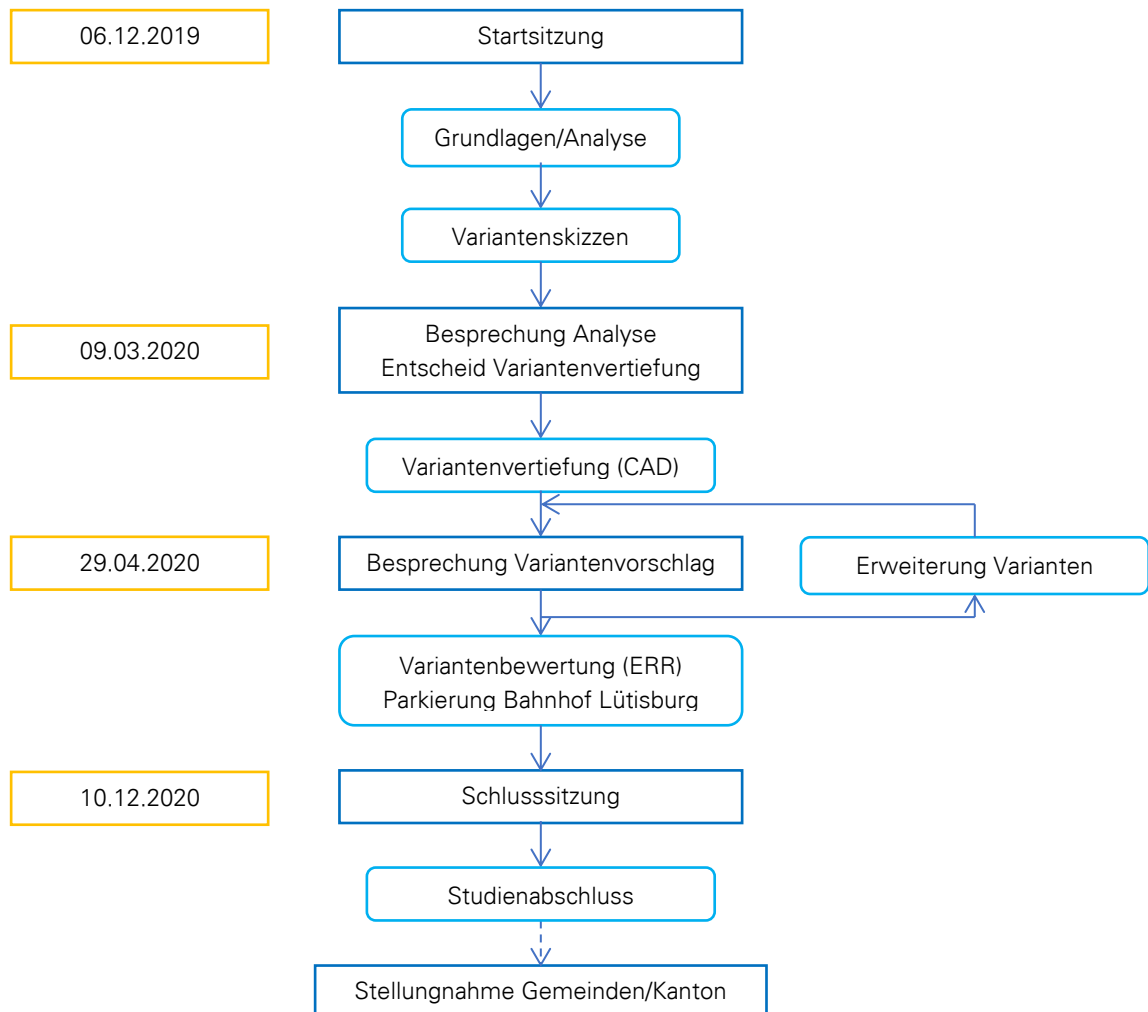 06.12.2019
Startsitzung
Grundlagen/Analyse
Variantenskizzen
09.03.2020
Besprechung Analyse
Entscheid Variantenvertiefung
Variantenvertiefung (CAD)
29.04.2020
Besprechung Variantenvorschlag
Erweiterung Varianten
Variantenbewertung (ERR)
Parkierung Bahnhof Lütisburg
10.12.2020
Schlusssitzung
Studienabschluss
Stellungnahme Gemeinden/Kanton